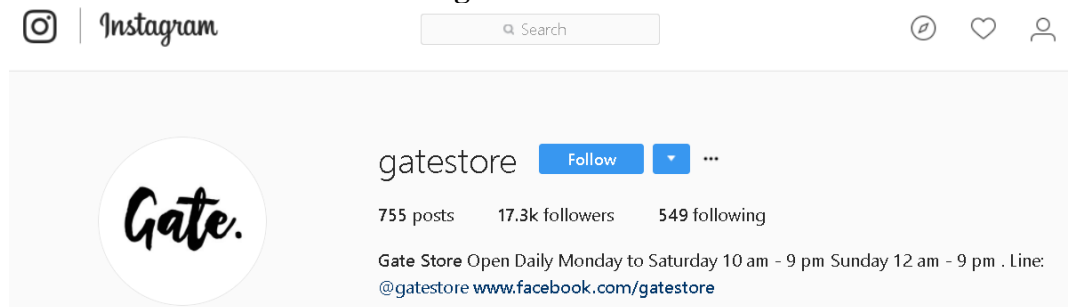 Instagram
Search
gatestore Follow
755 posts 17.3k followers 549 following
Gate.
Gate Store Open Daily Monday to Saturday 10 am - 9 pm Sunday 12 am - 9 pm . Line:
@gatestore www.facebook.com/gatestore